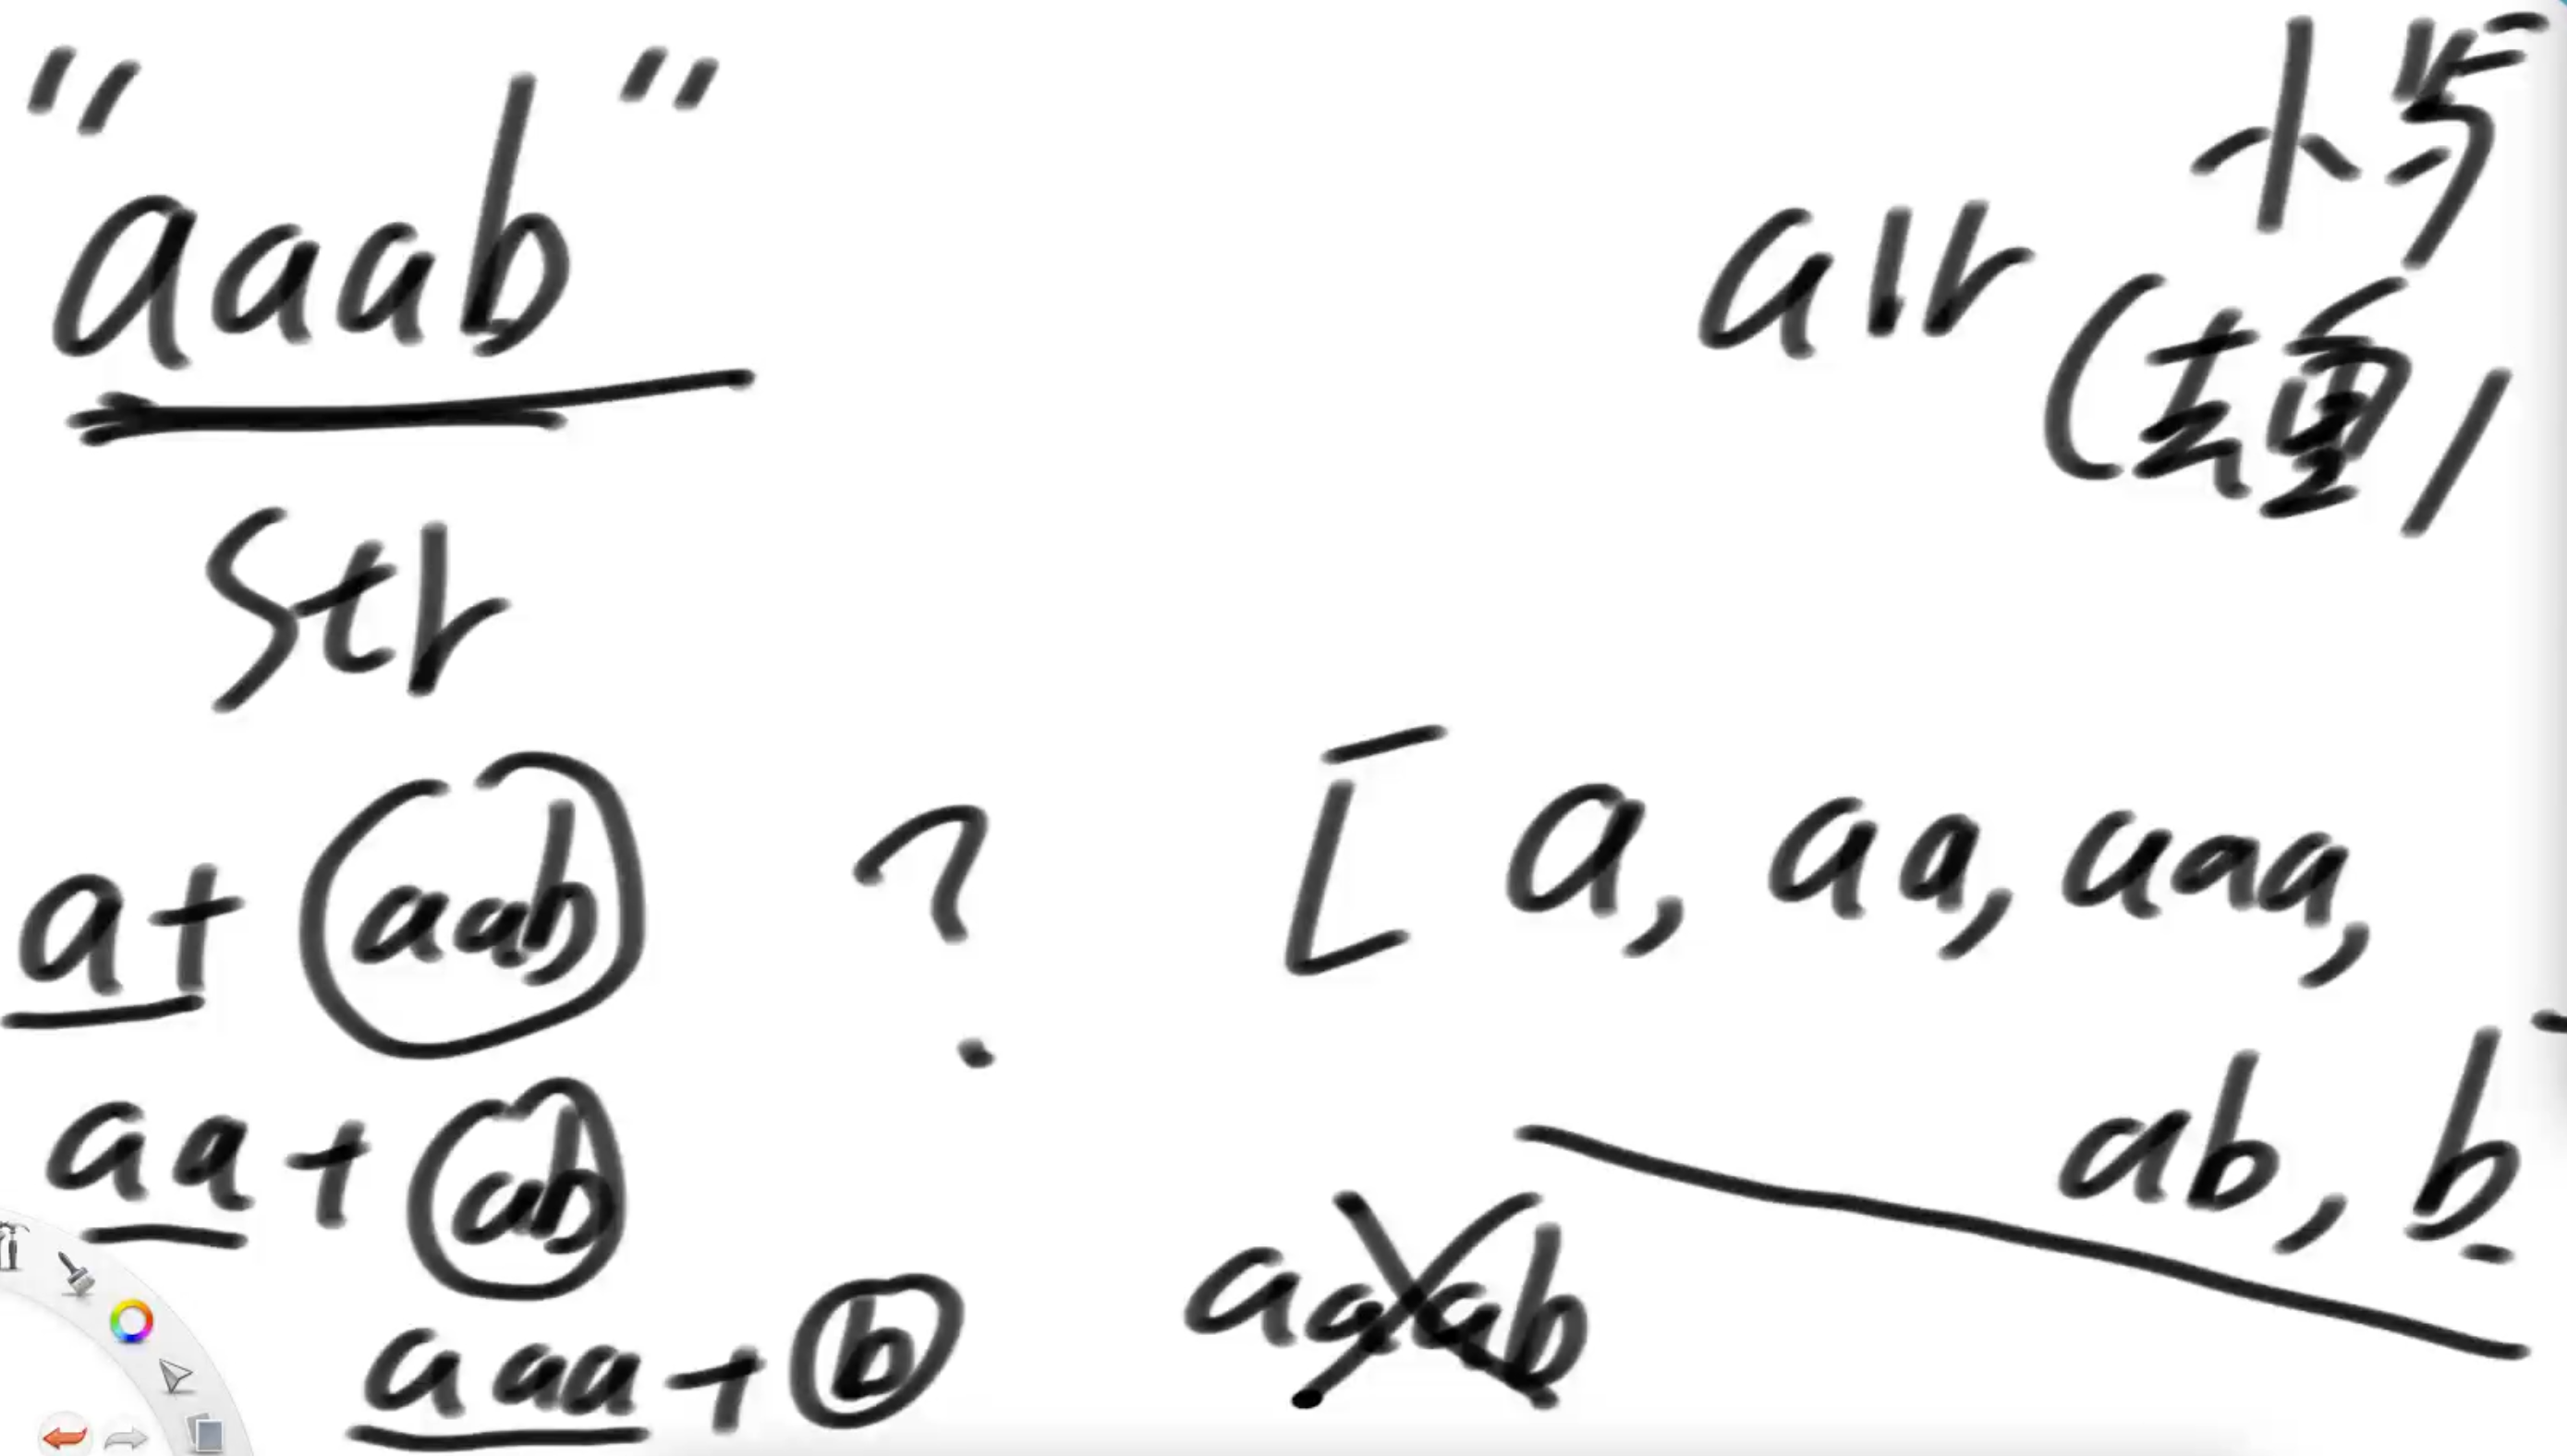 "aaab"
str
小写
arr
(去重)
a + aab ?
[a, aa, aaa,
ab, b]
aa + ab
aaab
aaa + b